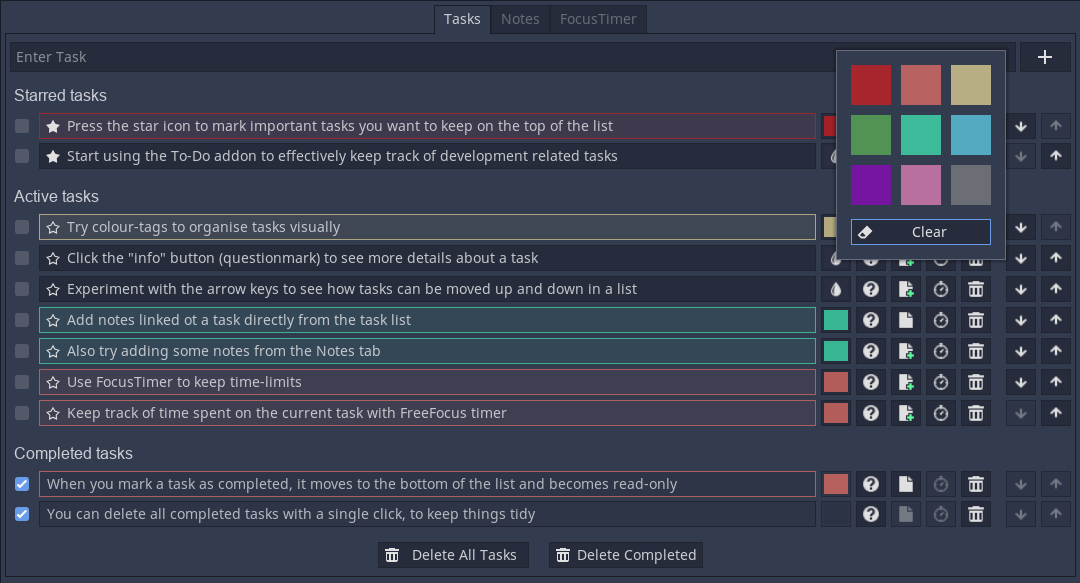 Tasks Notes FocusTimer
Enter Task
Starred tasks
Press the star icon to mark important tasks you want to keep on the top of the list
Start using the To-Do addon to effectively keep track of development related tasks
Active tasks
Try colour-tags to organise tasks visually
Clear
Click the "info" button (questionmark) to see more details about a task
Experiment with the arrow keys to see how tasks can be moved up and down in a list
Add notes linked ot a task directly from the task list
Also try adding some notes from the Notes tab
Use FocusTimer to keep time-limits
Keep track of time spent on the current task with FreeFocus timer
Completed tasks
When you mark a task as completed, it moves to the bottom of the list and becomes read-only
You can delete all completed tasks with a single click, to keep things tidy
Delete All Tasks Delete Completed